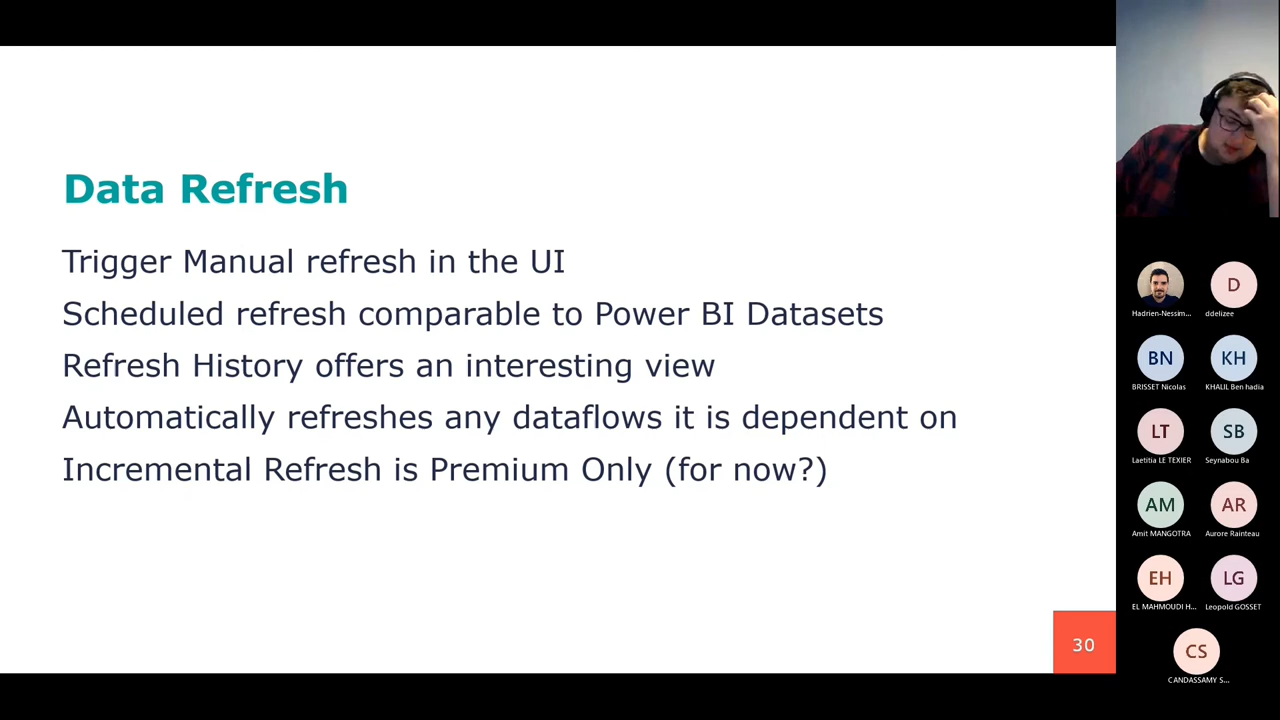 Data Refresh
Trigger Manual refresh in the UI
Scheduled refresh comparable to Power BI Datasets
Refresh History offers an interesting view
Automatically refreshes any dataflows it is dependent on
Incremental Refresh is Premium Only (for now?)
30
Hadrien-Nessim...
D
ddelizee
BN
BRISSET Nicolas
KH
KHALIL Ben hadia
LT
Laetitia LE TEXIER
SB
Seynabou Ba
AM
Amit MANGOTRA
AR
Aurore Rainteau
EH
EL MAHMOUDI H...
LG
Leopold GOSSET
CS
CANDASSAMY S...